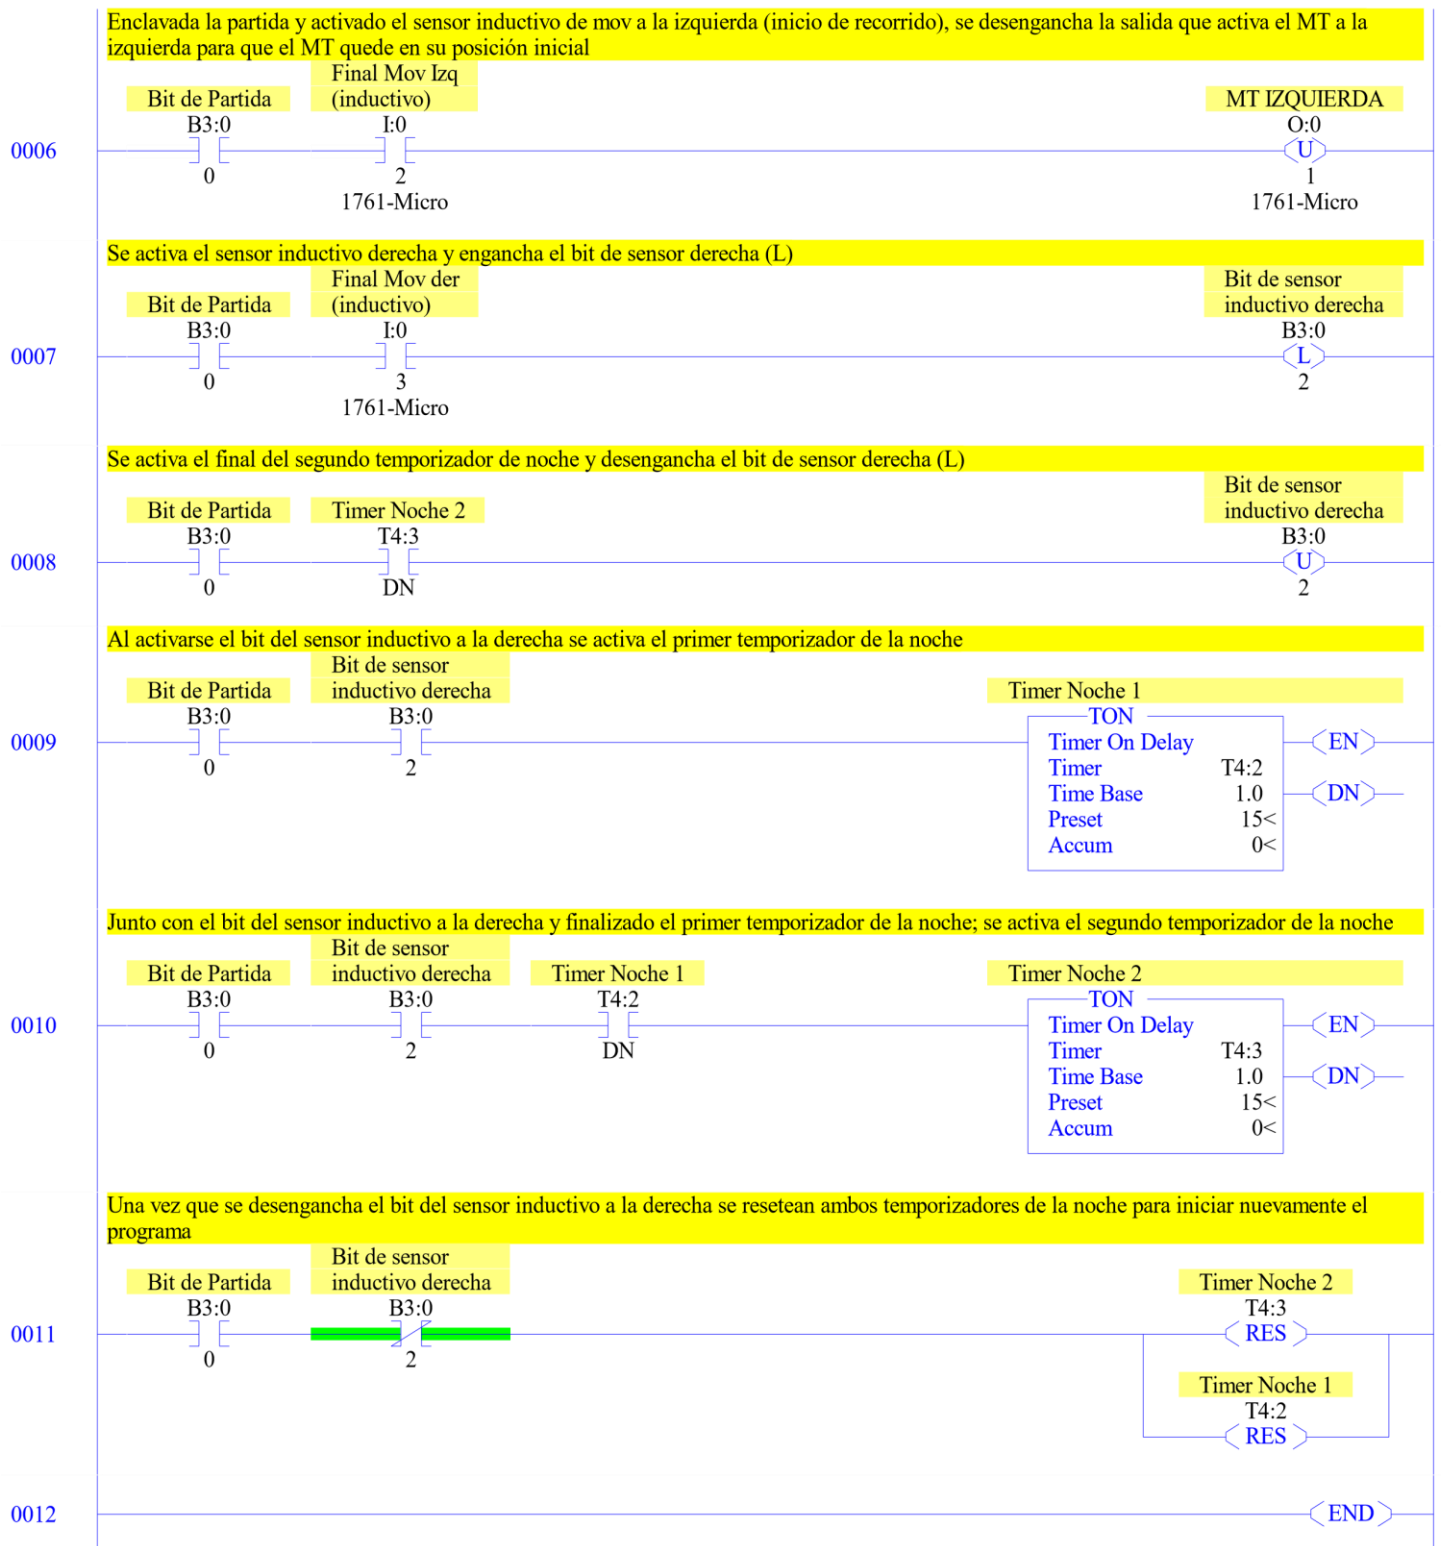 Enclavada la partida y activado el sensor inductivo de mov a la izquierda (inicio de recorrido), se desengancha la salida que activa el MT a la
izquierda para que el MT quede en su posición inicial
Final Mov Izq
Bit de Partida (inductivo) MT IZQUIERDA
B3:0 I:0 O:0
0006 U
0 2 1
1761-Micro 1761-Micro
Se activa el sensor inductivo derecha y engancha el bit de sensor derecha (L)
Final Mov der Bit de sensor
Bit de Partida (inductivo) inductivo derecha
B3:0 I:0 B3:0
0007 L
0 3 2
1761-Micro
Se activa el final del segundo temporizador de noche y desengancha el bit de sensor derecha (L)
Bit de sensor
Bit de Partida Timer Noche 2 inductivo derecha
B3:0 T4:3 B3:0
0008 U
0 DN 2
Al activarse el bit del sensor inductivo a la derecha se activa el primer temporizador de la noche
Bit de sensor
Bit de Partida inductivo derecha Timer Noche 1
B3:0 B3:0 TON
0009 Timer On Delay EN
0 2 Timer T4:2
Time Base 1.0 DN
Preset 15<
Accum 0<
Junto con el bit del sensor inductivo a la derecha y finalizado el primer temporizador de la noche; se activa el segundo temporizador de la noche
Bit de sensor
Bit de Partida inductivo derecha Timer Noche 1 Timer Noche 2
B3:0 B3:0 T4:2 TON
0010 Timer On Delay EN
0 2 DN Timer T4:3
Time Base 1.0 DN
Preset 15<
Accum 0<
Una vez que se desengancha el bit del sensor inductivo a la derecha se resetean ambos temporizadores de la noche para iniciar nuevamente el
programa
Bit de sensor
Bit de Partida inductivo derecha Timer Noche 2
B3:0 B3:0 T4:3
0011 RES
0 2
Timer Noche 1
T4:2
RES
0012 END